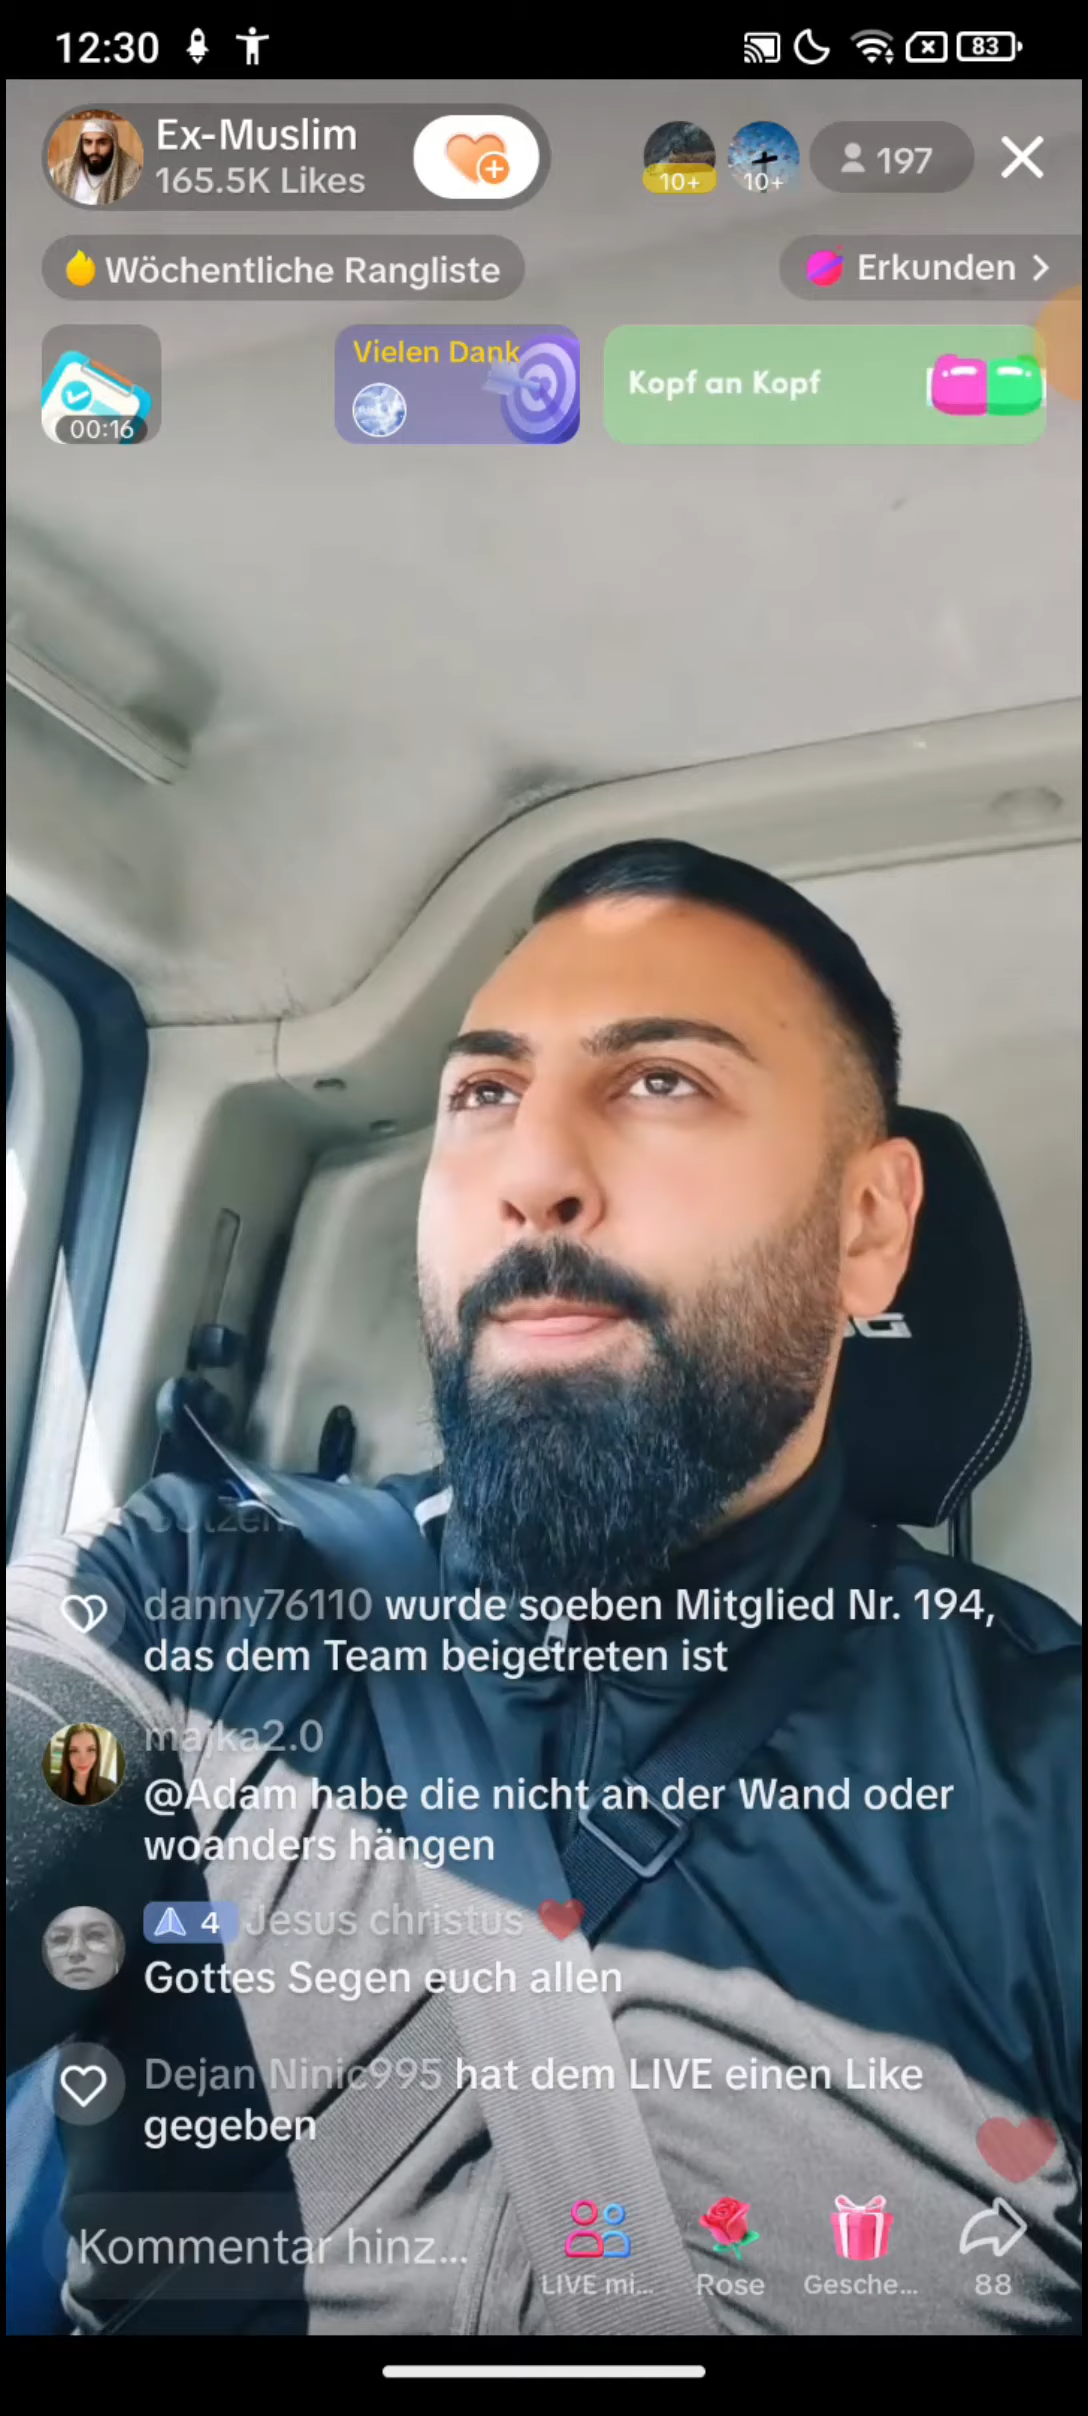 12:30
83
Ex-Muslim
165.5K Likes
10+
10+
197
Wöchentliche Rangliste
Erkunden
Vielen Dank
Kopf an Kopf
00:16
danny76110 wurde soeben Mitglied Nr. 194,
das dem Team beigetreten ist
majka2.0
@Adam habe die nicht an der Wand oder
woanders hängen
4 Jesus christus
Gottes Segen euch allen
Dejan Ninic995 hat dem LIVE einen Like
gegeben
Kommentar hinz...
LIVE mi...
Rose
Gesche...
88